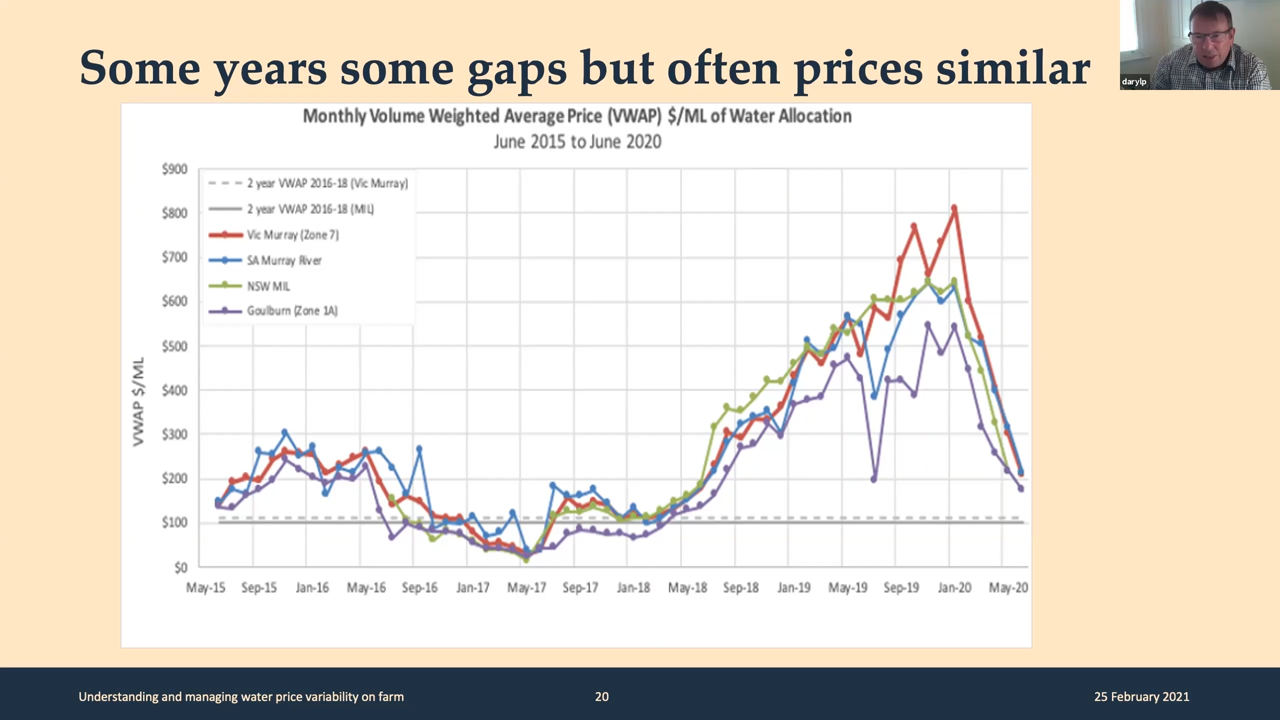 Some years some gaps but often prices similar
darylp
Monthly Volume Weighted Average Price (VWAP) $/ML of Water Allocation
June 2015 to June 2020
VWAP $/ML
$900
$800
$700
$600
$500
$400
$300
$200
$100
$0
2 year VWAP 2016-18 (Vic Murray)
2 year VWAP 2016-18 (MIL)
Vic Murray (Zone 7)
SA Murray River
NSW MIL
Goulburn (Zone 1A)
May-15 Sep-15 Jan-16 May-16 Sep-16 Jan-17 May-17 Sep-17 Jan-18 May-18 Sep-18 Jan-19 May-19 Sep-19 Jan-20 May-20
Understanding and managing water price variability on farm 20 25 February 2021